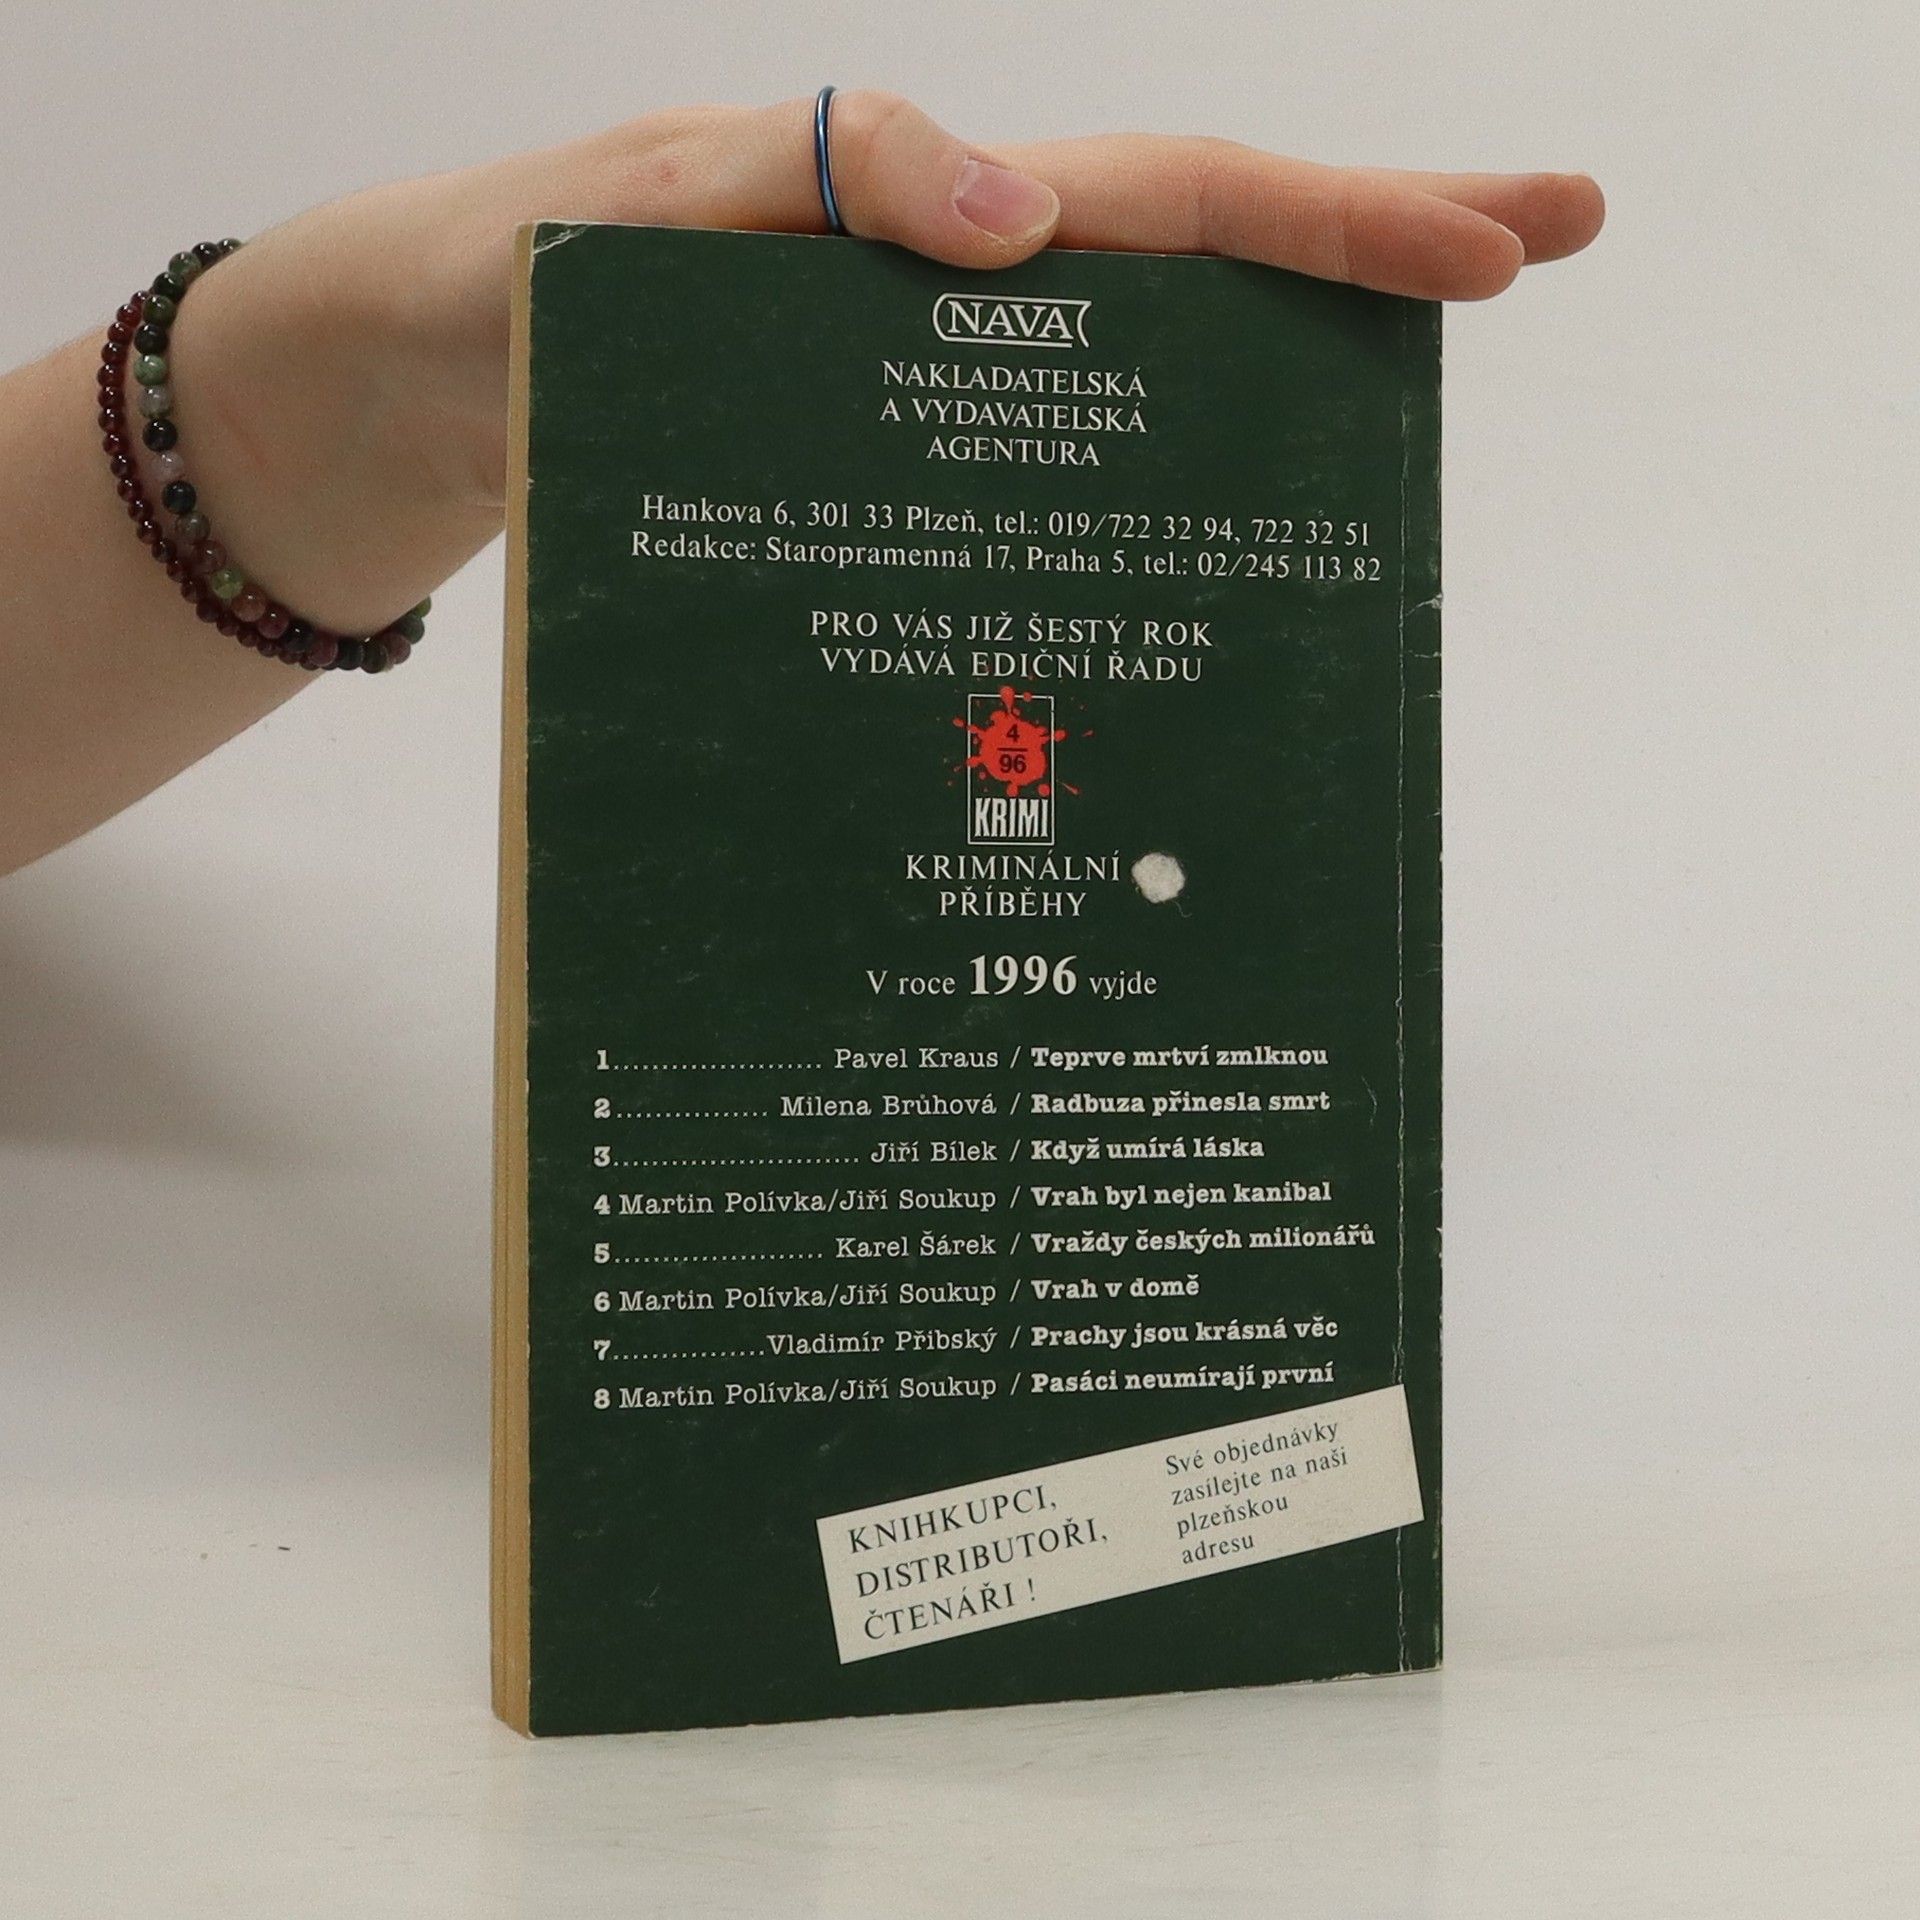 NAVA
NAKLADATELSKÁ
A VYDAVATELSKÁ
AGENTURA
Hankova 6, 301 33 Plzeň, tel.: 019/722 32 94, 722 32 51
Redakce: Staropramenná 17, Praha 5, tel.: 02/245 113 82
PRO VÁS JIŽ ŠESTÝ ROK
VYDÁVÁ EDIČNÍ ŘADU
4
96
KRIMI
KRIMINÁLNÍ
PŘÍBĚHY
V roce 1996 vyjde
1...................... Pavel Kraus / Teprve mrtví zmlknou
2................ Milena Brůhová / Radbuza přinesla smrt
3.......................... Jiří Bílek / Když umírá láska
4 Martin Polívka/Jiří Soukup / Vrah byl nejen kanibal
5...................... Karel Šárek / Vraždy českých milionářů
6 Martin Polívka/Jiří Soukup / Vrah v domě
7................Vladimír Přibský / Prachy jsou krásná věc
8 Martin Polívka/Jiří Soukup / Pasáci neumírají první
KNIHKUPCI,
DISTRIBUTOŘI,
ČTENÁŘI !
Své objednávky
zasílejte na naši
plzeňskou
adresu